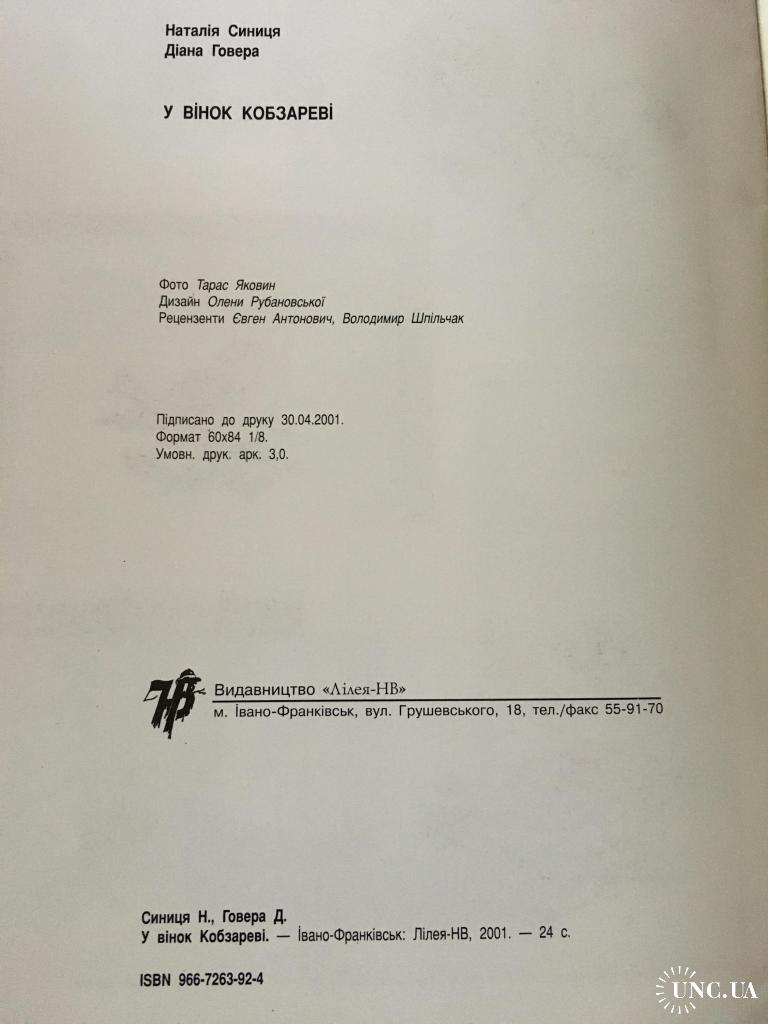 Наталія Синиця
Діана Говера
У ВІНОК КОБЗАРЕВІ
Фото Тарас Яковин
Дизайн Олени Рубановської
Рецензенти Євген Антонович, Володимир Шпільчак
Підписано до друку 30.04.2001.
Формат 60х84 1/8.
Умовн. друк. арк. 3,0.
НВ
Видавництво «Лілея-НВ»
м. Івано-Франківськ, вул. Грушевського, 18, тел./факс 55-91-70
Синиця Н., Говера Д.
У вінок Кобзареві. — Івано-Франківськ: Лілея-НВ, 2001. — 24 с.
ISBN 966-7263-92-4
UNC.UA